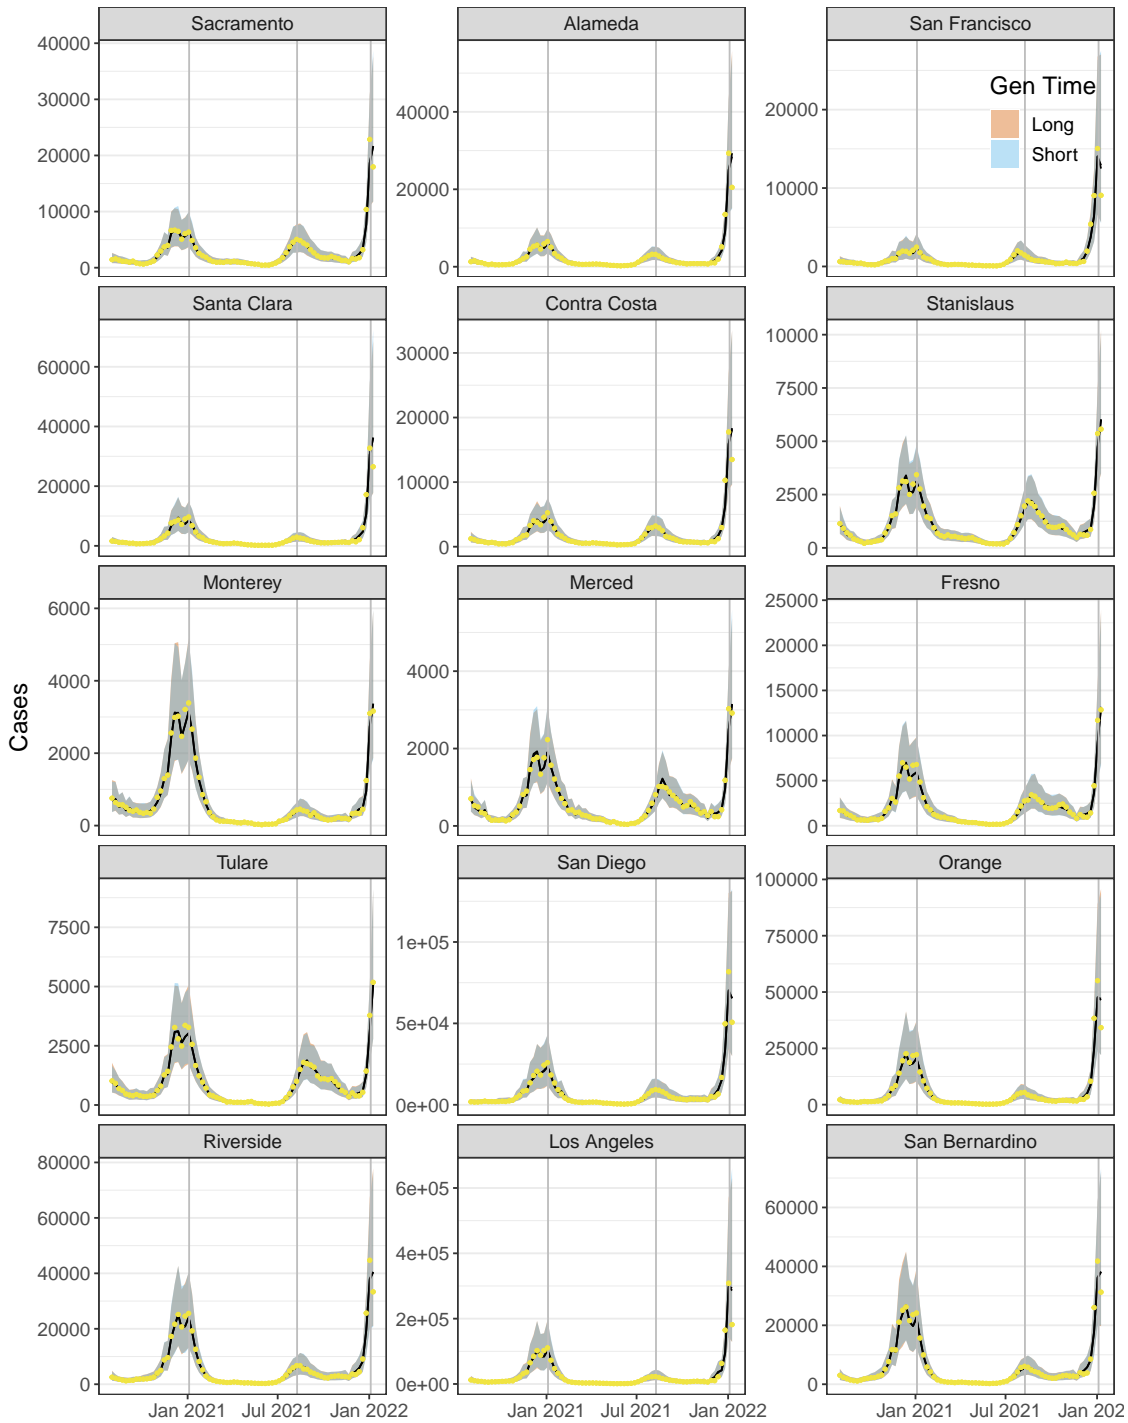 Sacramento
Alameda
San Francisco
40000
30000
20000
10000
0
40000
20000
0
20000
10000
0
Gen Time
Long
Short
Santa Clara
Contra Costa
Stanislaus
60000
40000
20000
0
30000
20000
10000
0
10000
7500
5000
2500
0
Monterey
Merced
Fresno
6000
4000
2000
0
4000
2000
0
25000
20000
15000
10000
5000
0
Cases
Tulare
San Diego
Orange
7500
5000
2500
0
1e+05
5e+04
0e+00
100000
75000
50000
25000
0
Riverside
Los Angeles
San Bernardino
80000
60000
40000
20000
0
6e+05
4e+05
2e+05
0e+00
60000
40000
20000
0
Jan 2021 Jul 2021 Jan 2022
Jan 2021 Jul 2021 Jan 2022
Jan 2021 Jul 2021 Jan 2022